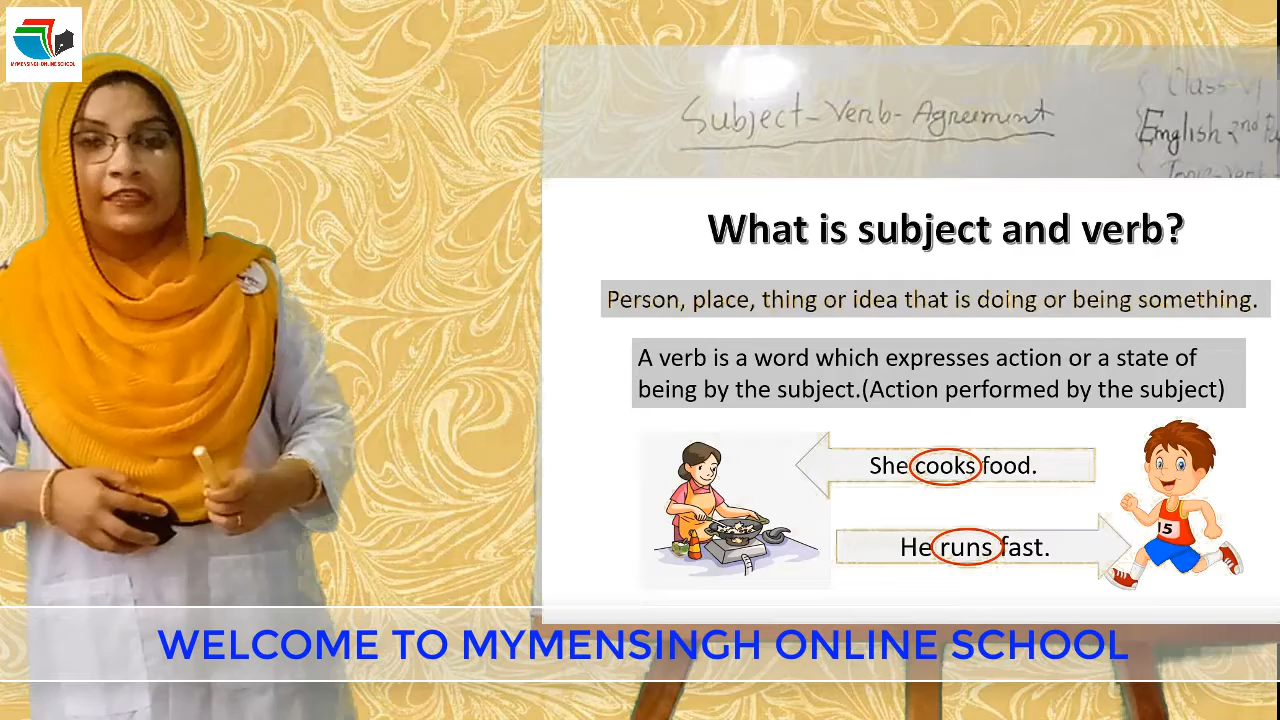 MYMENSINGH ONLINE SCHOOL
Subject-Verb-Agreement
Class-VI
English 2nd
What is subject and verb?
Person, place, thing or idea that is doing or being something.
A verb is a word which expresses action or a state of
being by the subject.(Action performed by the subject)
She cooks food.
He runs fast.
15
WELCOME TO MYMENSINGH ONLINE SCHOOL